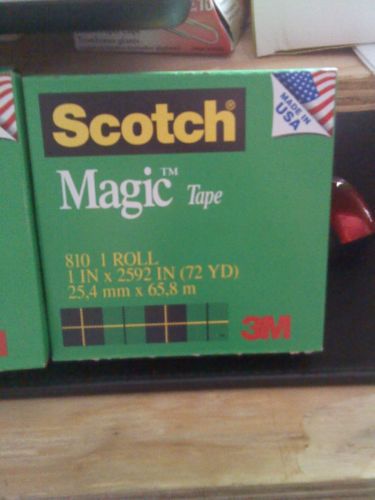 Scotch®
MADE IN
USA
Magic™ Tape
810 1 ROLL
1 IN x 2592 IN (72 YD)
25,4 mm x 65,8 m
3M